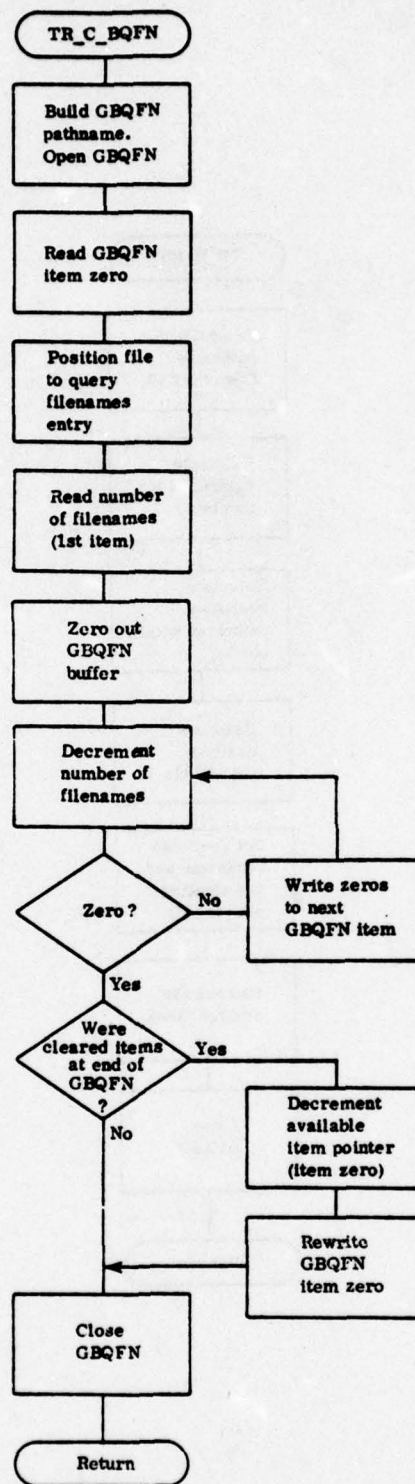 TR_C_BQFN
Build GBQFN
pathname.
Open GBQFN
Read GBQFN
item zero
Position file
to query
filenames
entry
Read number
of filenames
(1st item)
Zero out
GBQFN
buffer
Decrement
number of
filenames
Zero?
No
Write zeros
to next
GBQFN item
Yes
Were
cleared items
at end of
GBQFN
?
Yes
No
Decrement
available
item pointer
(item zero)
Rewrite
GBQFN
item zero
Close
GBQFN
Return